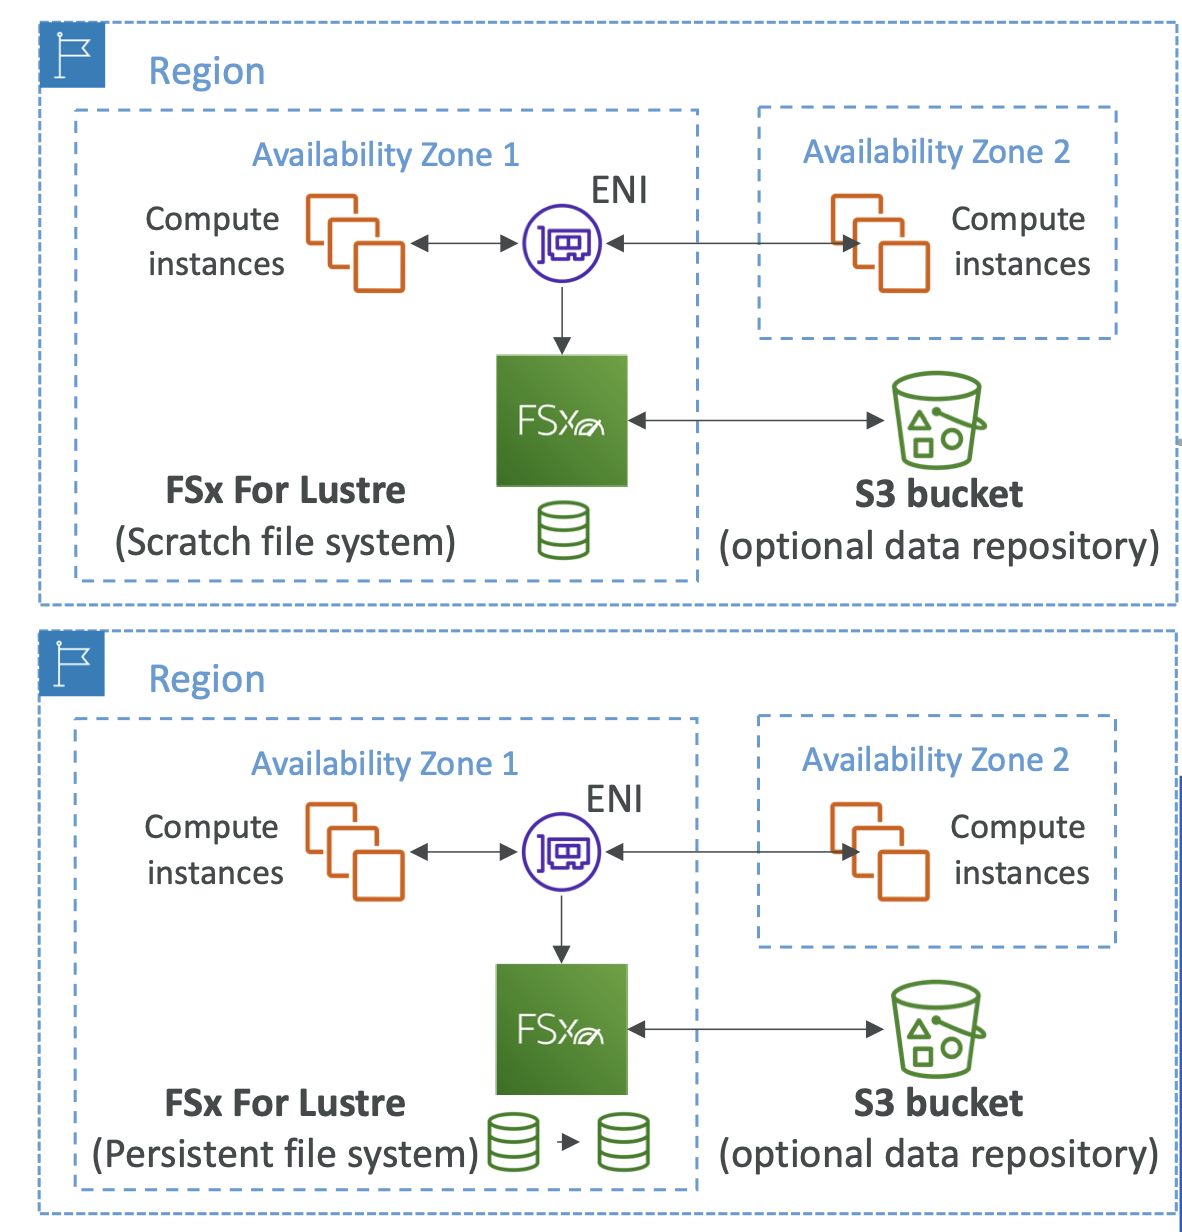 Region
Availability Zone 1
Availability Zone 2
ENI
Compute
instances
Compute
instances
FSx
FSx For Lustre
(Scratch file system)
S3 bucket
(optional data repository)
Region
Availability Zone 1
Availability Zone 2
ENI
Compute
instances
Compute
instances
FSx
FSx For Lustre
(Persistent file system)
S3 bucket
(optional data repository)